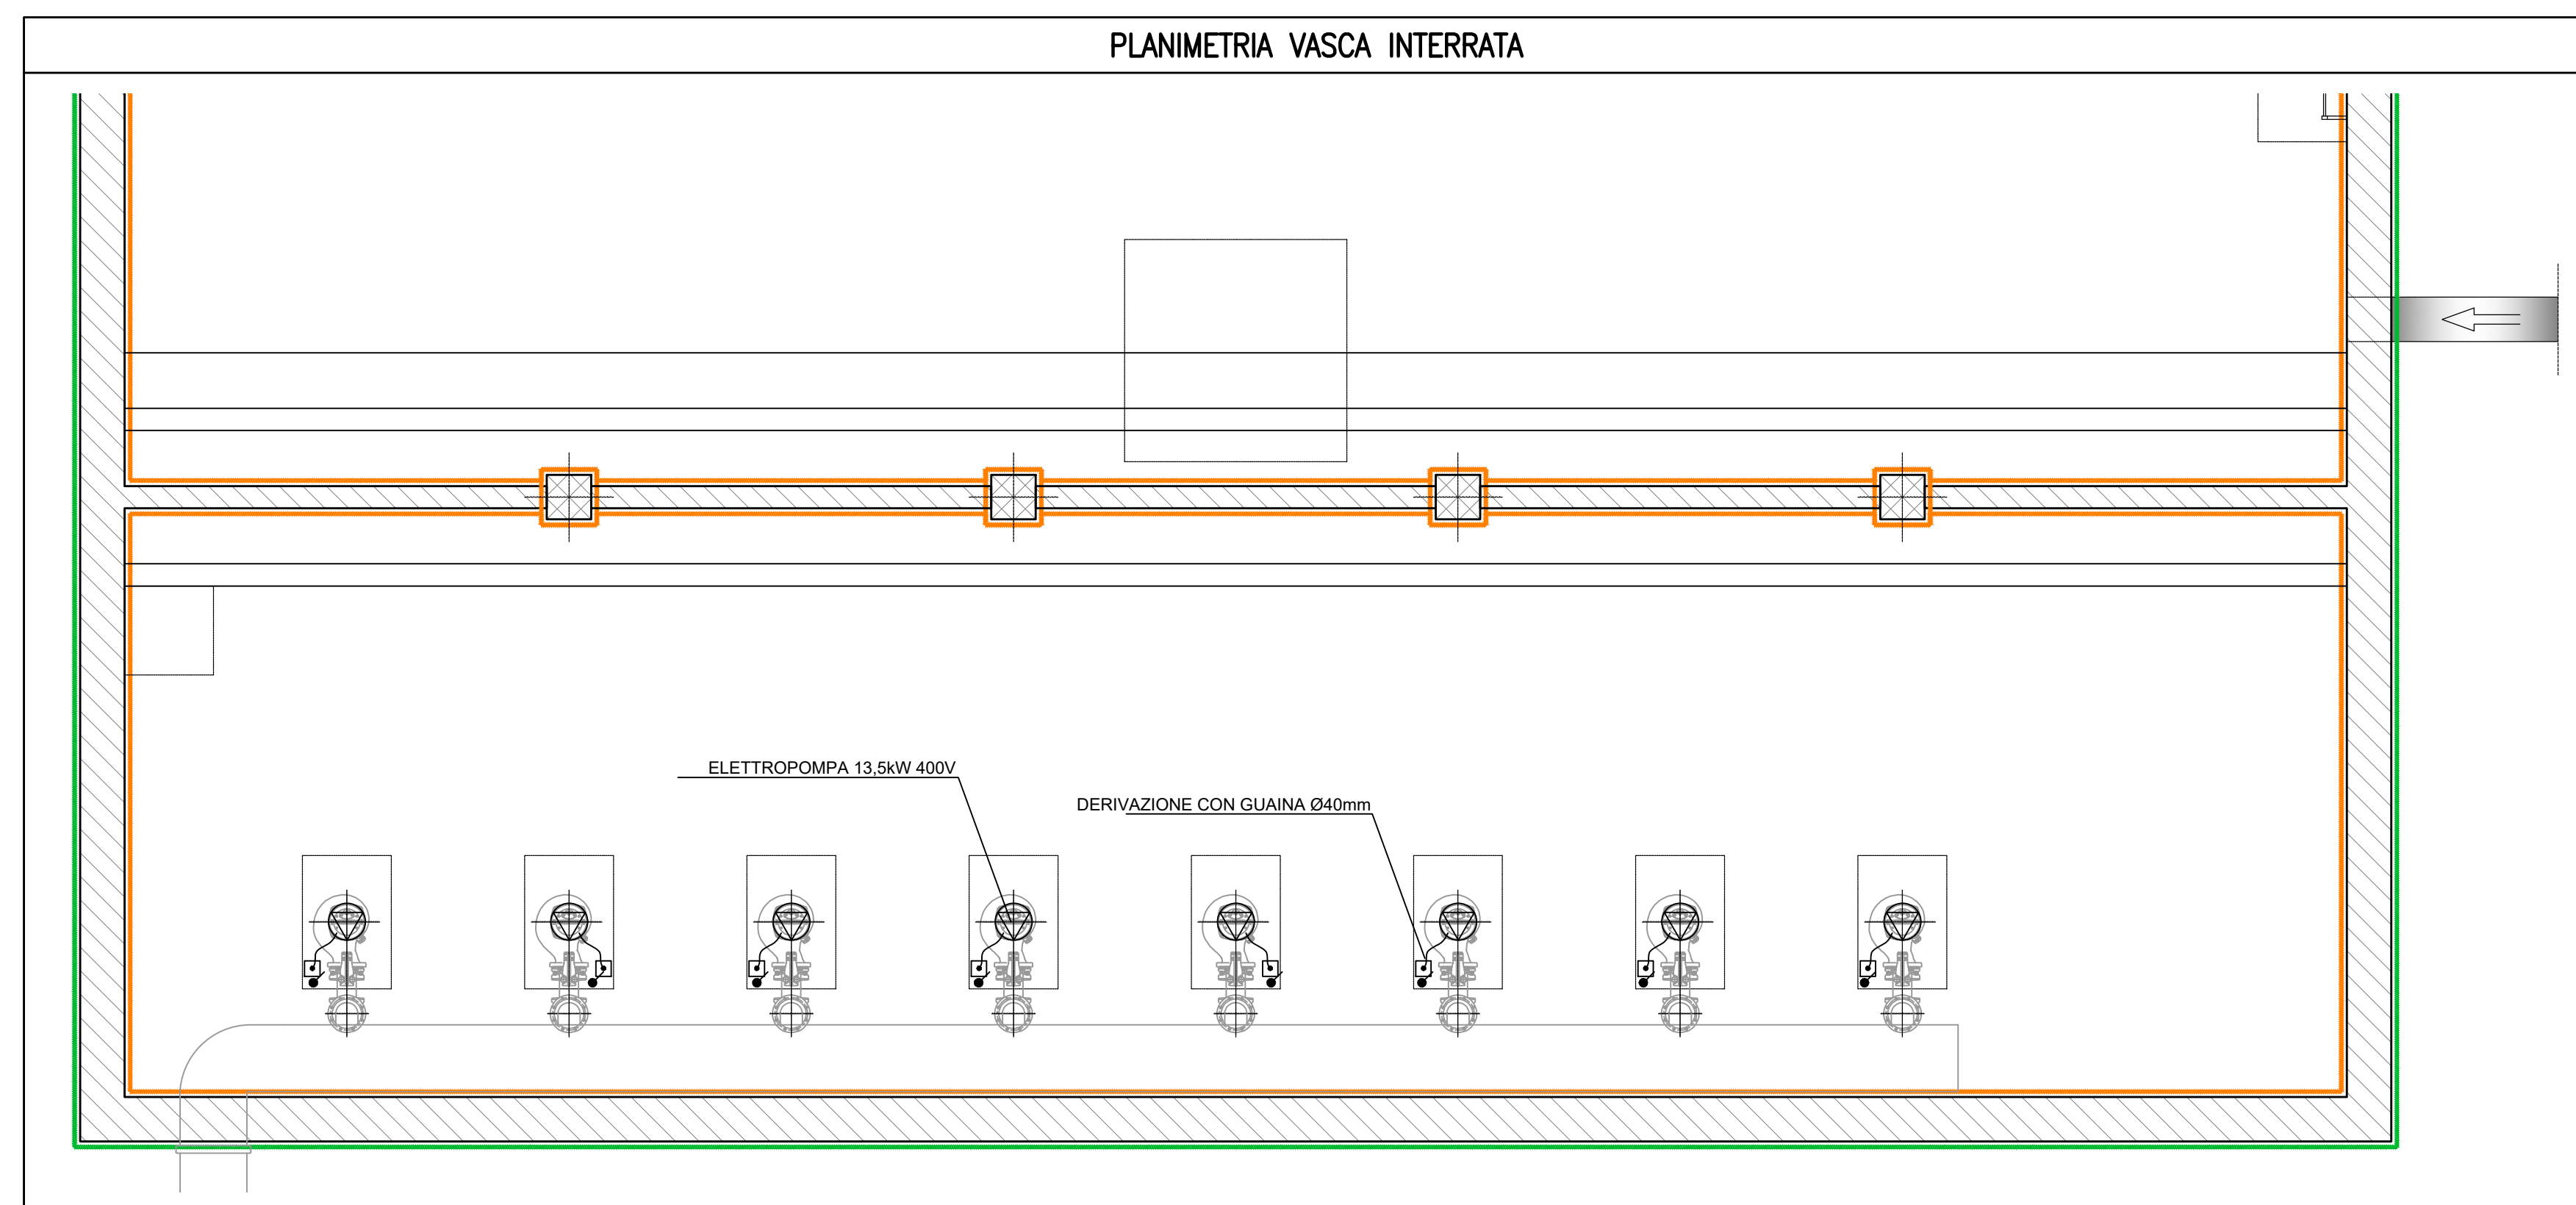 PLANIMETRIA VASCA INTERRATA
ELETTROPOMPA 13,5kW 400V
DERIVAZIONE CON GUAINA Ø40mm